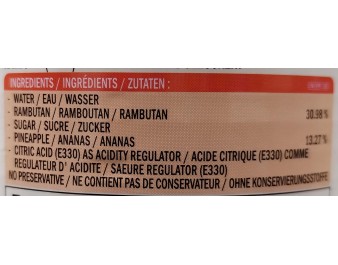 INGREDIENTS / INGRÉDIENTS / ZUTATEN :
- WATER / EAU / WASSER
- RAMBUTAN / RAMBOUTAN / RAMBUTAN 30.98 %
- SUGAR / SUCRE / ZUCKER
- PINEAPPLE / ANANAS / ANANAS 13.27 %
- CITRIC ACID (E330) AS ACIDITY REGULATOR / ACIDE CITRIQUE (E330) COMME
REGULATEUR D' ACIDITE / SAEURE REGULATOR (E330)
NO PRESERVATIVE / NE CONTIENT PAS DE CONSERVATEUR / OHNE KONSERVIERUNGSSTOFFE